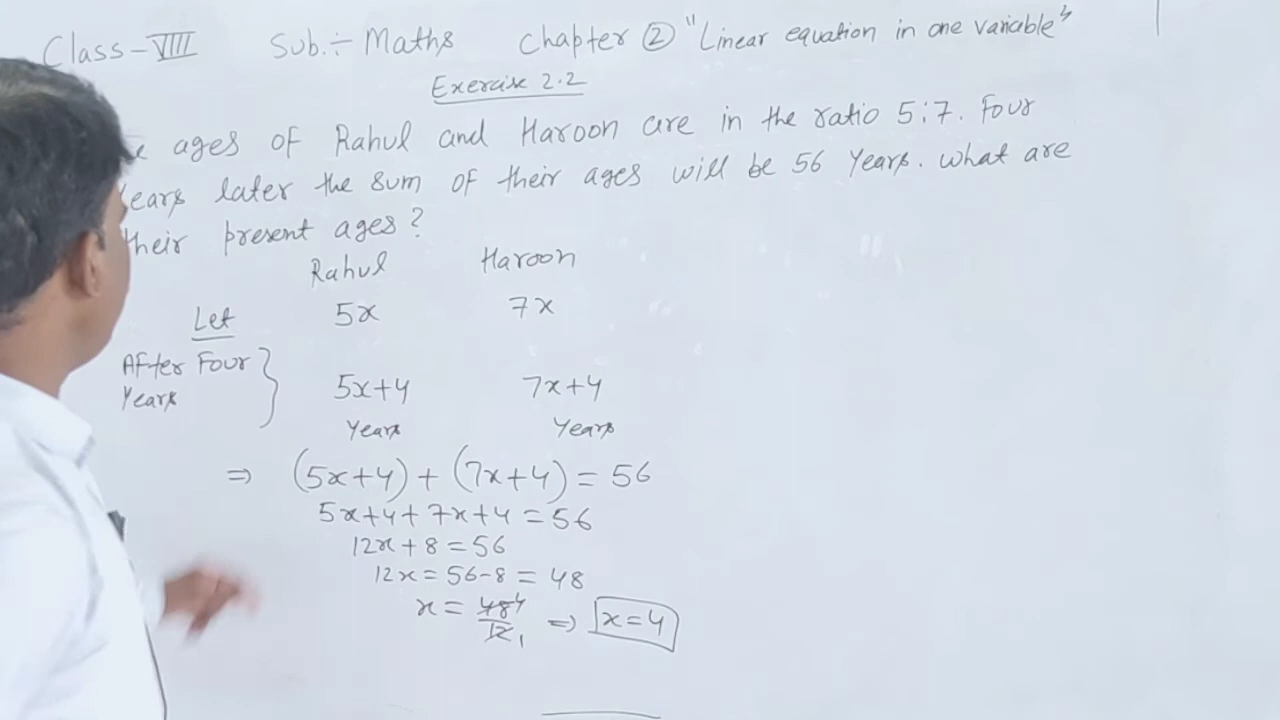 Class-VIII Sub.÷ Maths Chapter ② "Linear equation in one variable"
Exercise 2.2
ages of Rahul and Haroon are in the ratio 5:7. Four
years later the sum of their ages will be 56 years. what are
their present ages?
Rahul Haroon
Let 5x 7x
After Four
Years } 5x+4 7x+4
Years Years
⇒ (5x+4) + (7x+4) = 56
5x+4+7x+4 = 56
12x+8 = 56
12x = 56-8 = 48
x = 48/12 4 1 ⇒ x=4